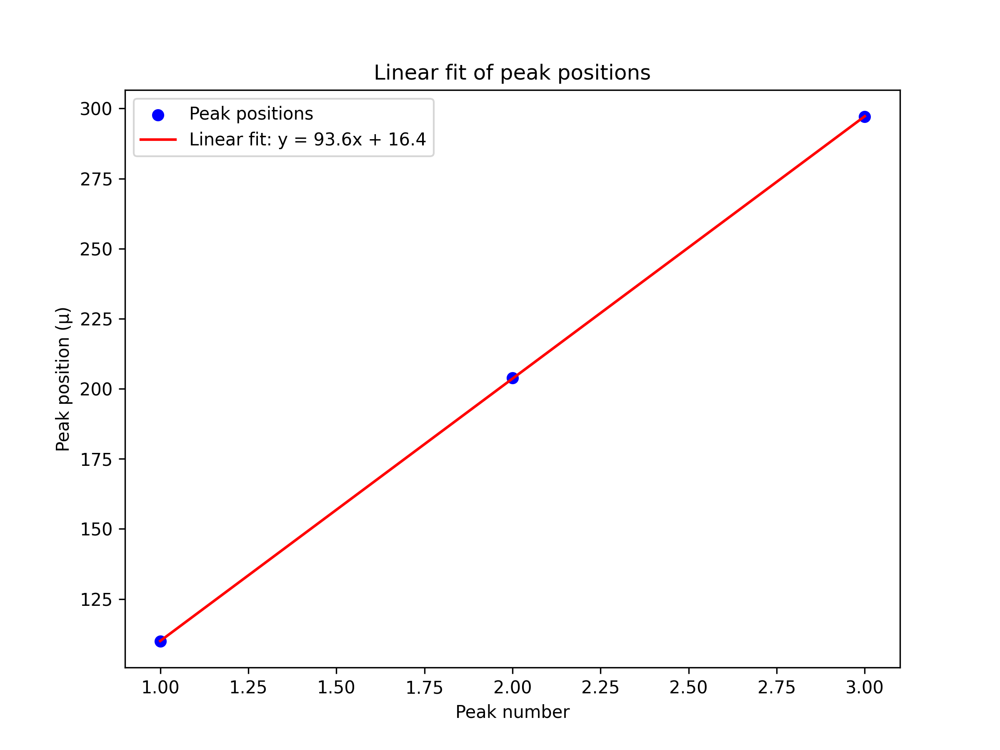 Linear fit of peak positions
Peak positions
Linear fit: y = 93.6x + 16.4
Peak position (μ)
300
275
250
225
200
175
150
125
1.00 1.25 1.50 1.75 2.00 2.25 2.50 2.75 3.00
Peak number